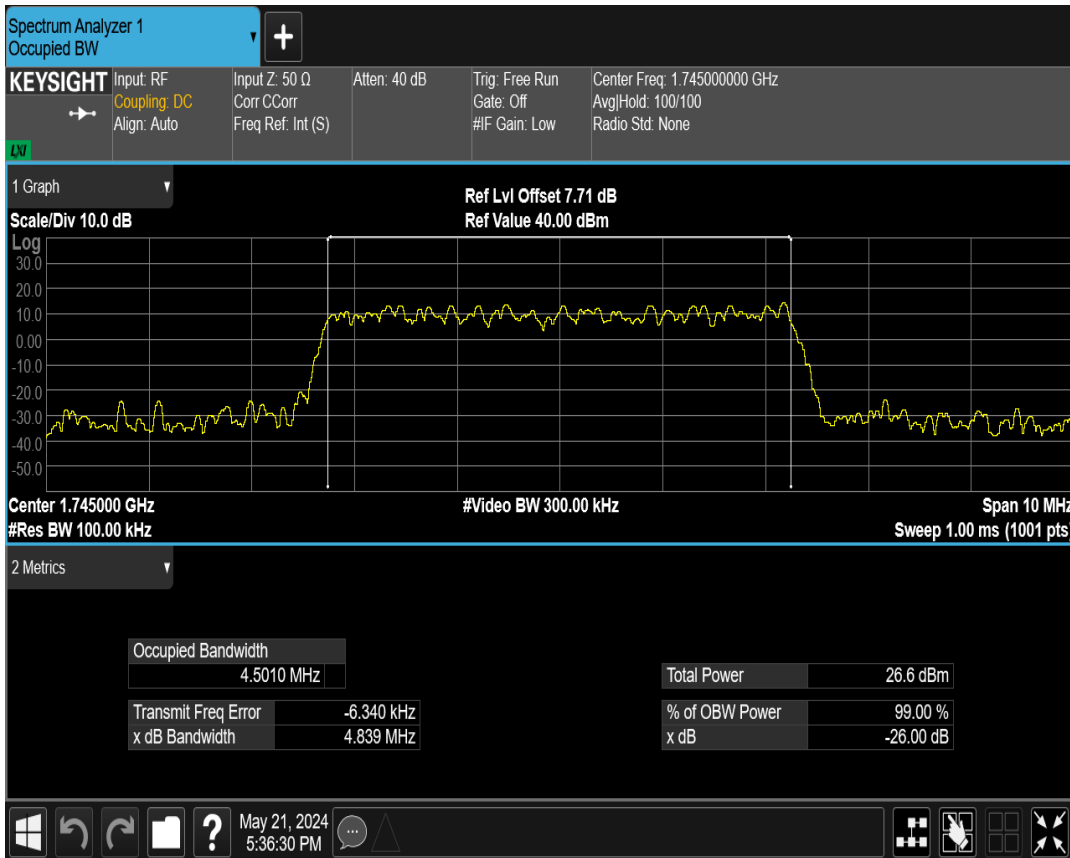 Spectrum Analyzer 1
Occupied BW
KEYSIGHT
LXI
Input: RF
Coupling: DC
Align: Auto
Input Z: 50 Ω
Corr CCorr
Freq Ref: Int (S)
Atten: 40 dB
Trig: Free Run
Gate: Off
#IF Gain: Low
Center Freq: 1.745000000 GHz
Avg|Hold: 100/100
Radio Std: None
1 Graph
Scale/Div 10.0 dB
Ref Lvl Offset 7.71 dB
Ref Value 40.00 dBm
Log
30.0
20.0
10.0
0.00
-10.0
-20.0
-30.0
-40.0
-50.0
Center 1.745000 GHz
#Video BW 300.00 kHz
Span 10 MHz
#Res BW 100.00 kHz
Sweep 1.00 ms (1001 pts)
2 Metrics
Occupied Bandwidth
4.5010 MHz
Transmit Freq Error -6.340 kHz
x dB Bandwidth 4.839 MHz
Total Power 26.6 dBm
% of OBW Power 99.00 %
x dB -26.00 dB
May 21, 2024
5:36:30 PM